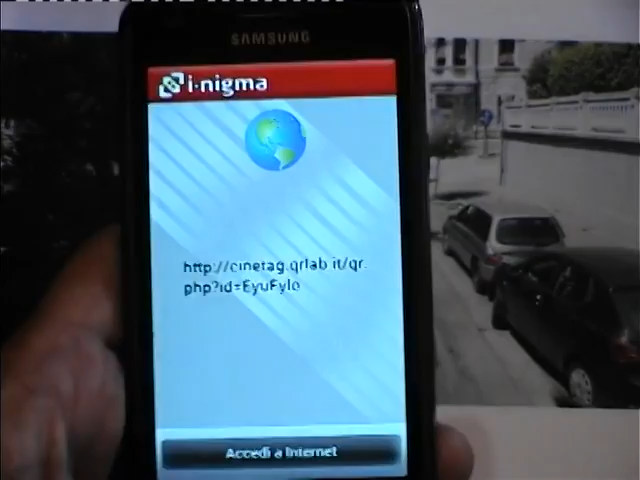 SAMSUNG
i-nigma
http://cinetag.qrlab.it/qr.
php?id=EyuFylo
Accedi a Internet